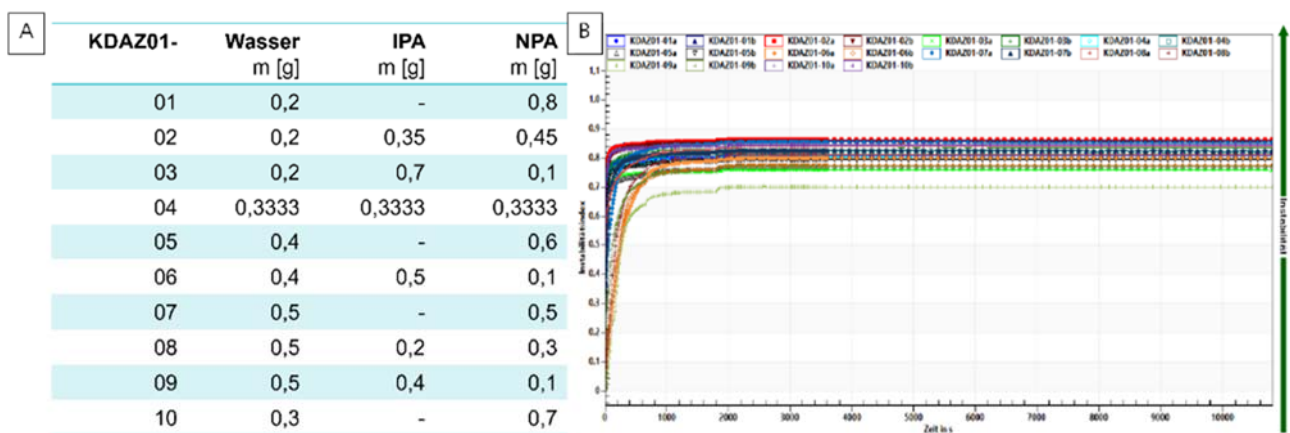 A
KDAZ01- Wasser IPA NPA
m [g] m [g] m [g]
01 0,2 - 0,8
02 0,2 0,35 0,45
03 0,2 0,7 0,1
04 0,3333 0,3333 0,3333
05 0,4 - 0,6
06 0,4 0,5 0,1
07 0,5 - 0,5
08 0,5 0,2 0,3
09 0,5 0,4 0,1
10 0,3 - 0,7
B
KDAZ01-01a KDAZ01-01b KDAZ01-02a KDAZ01-02b KDAZ01-03a KDAZ01-03b KDAZ01-04a KDAZ01-04b
KDAZ01-05a KDAZ01-05b KDAZ01-06a KDAZ01-06b KDAZ01-07a KDAZ01-07b KDAZ01-08a KDAZ01-08b
KDAZ01-09a KDAZ01-09b KDAZ01-10a KDAZ01-10b
1,1
1,0
0,9
0,8
0,7
0,6
0,5
0,4
0,3
0,2
0,1
0
Instabilitätsindex
0 1000 2000 3000 4000 5000 6000 7000 8000 9000 10000
Zeit in s
Instabilität